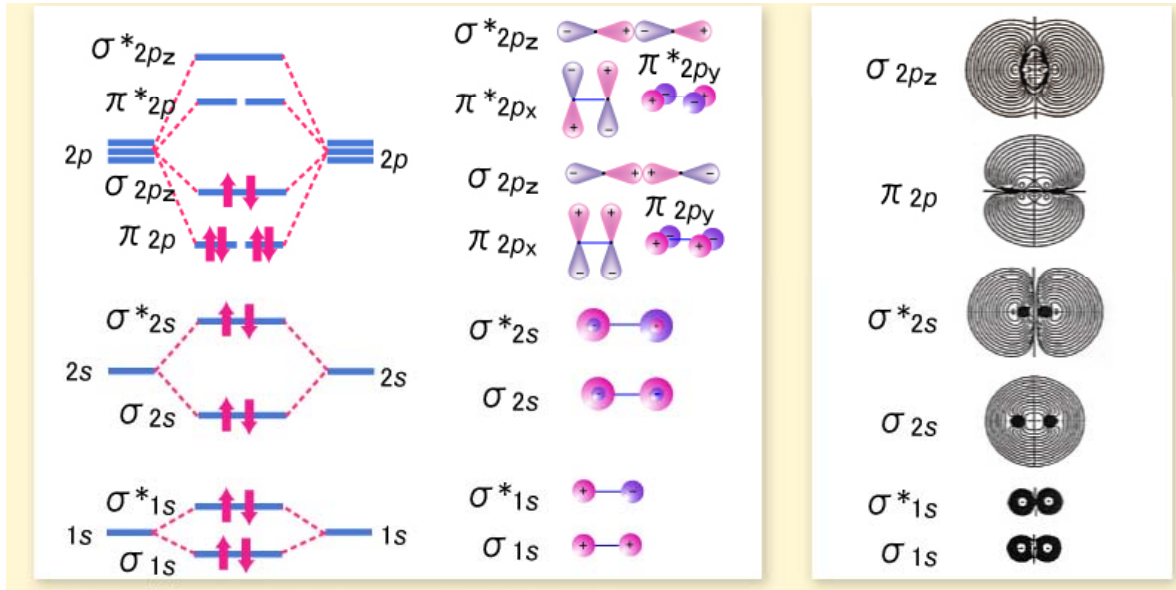 σ*2pz
π*2p
2p
2p
σ2pz
π2p
σ*2s
2s
2s
σ2s
σ*1s
1s
1s
σ1s
σ*2pz
− + − +
π*2py
π*2px
− +
+ −
+ − − +
σ2pz
− + + −
π2py
π2px
+ +
− −
+ − + −
σ*2s
− +
σ2s
− −
σ*1s
+ −
σ1s
+ +
σ2pz
π2p
σ*2s
σ2s
σ*1s
σ1s